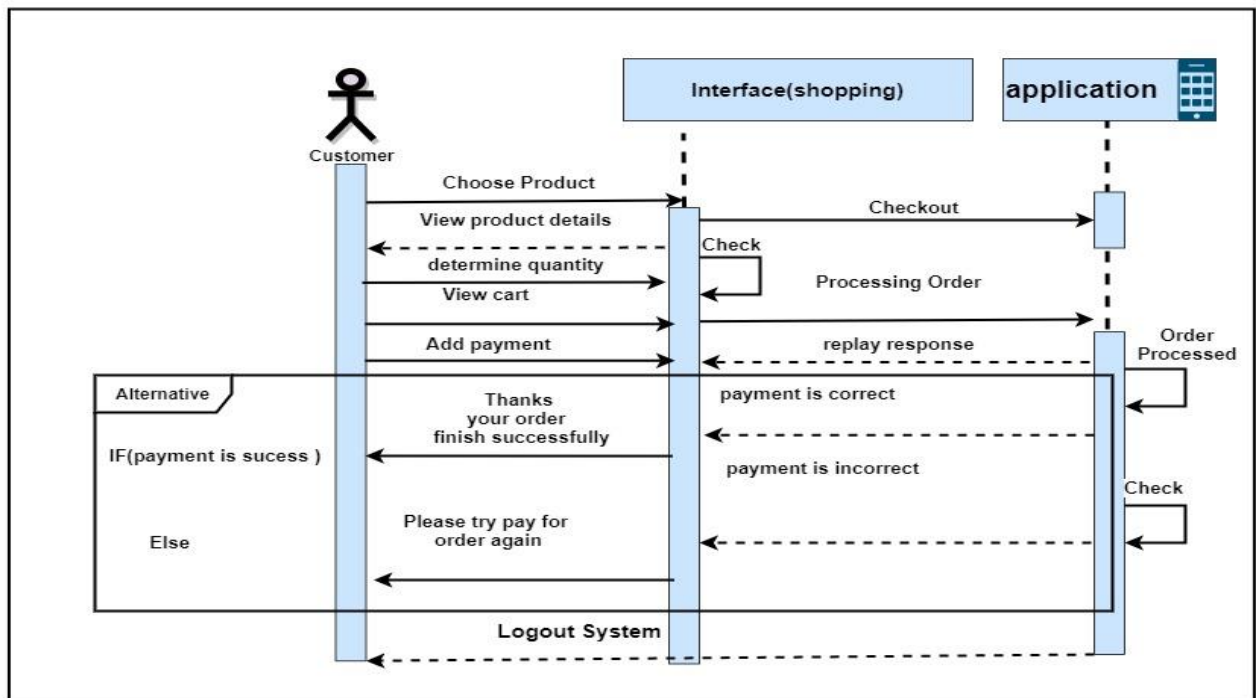 Interface(shopping)
application
Customer
Choose Product
Checkout
View product details
Check
determine quantity
Processing Order
View cart
Add payment
replay response
Order
Processed
Alternative
payment is correct
Thanks
your order
finish successfully
IF(payment is sucess )
payment is incorrect
Check
Please try pay for
order again
Else
Logout System